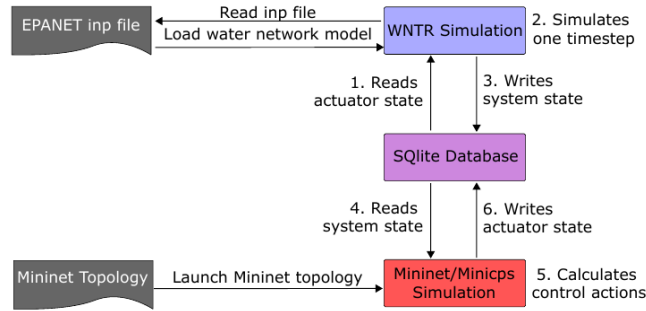 Read inp file
EPANET inp file
Load water network model
WNTR Simulation
2. Simulates
one timestep
1. Reads
actuator state
3. Writes
system state
SQlite Database
4. Reads
system state
6. Writes
actuator state
Mininet Topology
Launch Mininet topology
Mininet/Minicps
Simulation
5. Calculates
control actions